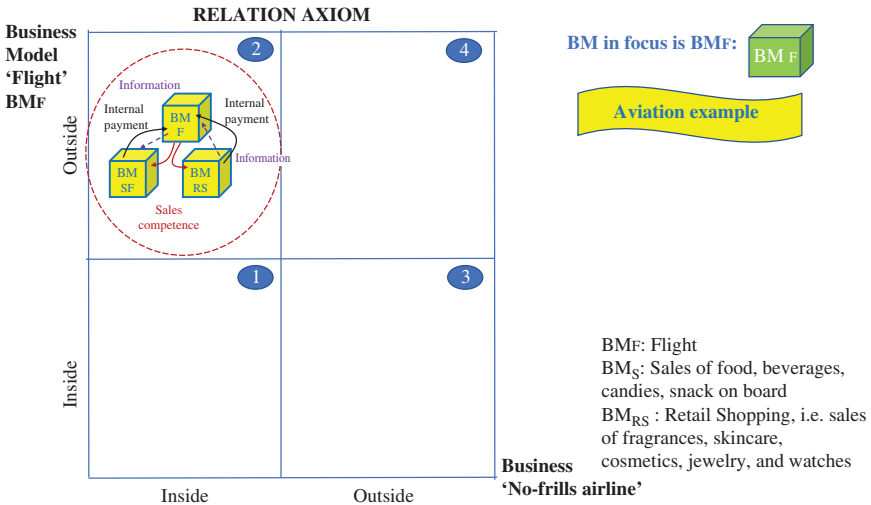 RELATION AXIOM
Business
Model
‘Flight’
BMF
2
4
Information
Internal
payment
Internal
payment
BM
F
Information
BM
SF
BM
RS
Sales
competence
Outside
1
3
Inside
Inside
Outside
Business
‘No-frills airline’
BM in focus is BMF:
BM F
Aviation example
BMF: Flight
BMS: Sales of food, beverages,
candies, snack on board
BMRS : Retail Shopping, i.e. sales
of fragrances, skincare,
cosmetics, jewelry, and watches